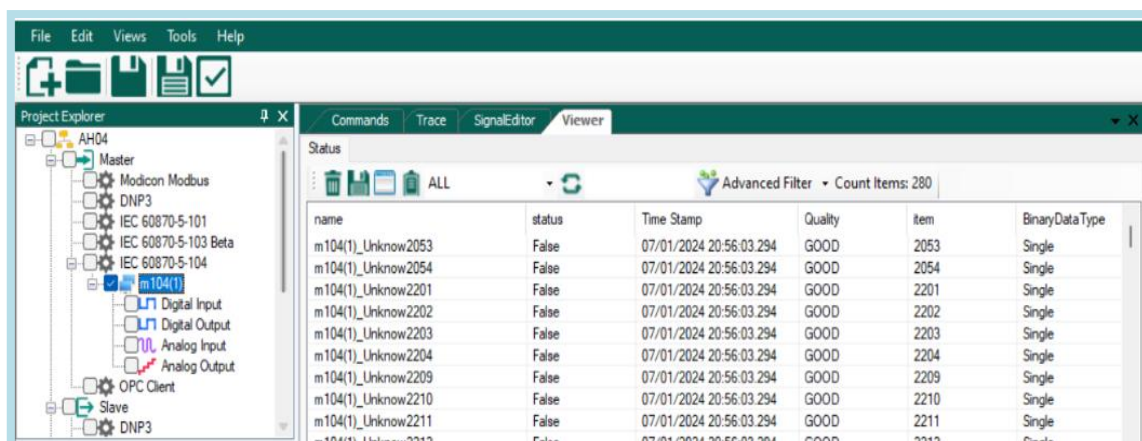 File Edit Views Tools Help
Project Explorer
AH04
Master
Modicon Modbus
DNP3
IEC 60870-5-101
IEC 60870-5-103 Beta
IEC 60870-5-104
m104(1)
Digital Input
Digital Output
Analog Input
Analog Output
OPC Client
Slave
DNP3
Commands Trace SignalEditor Viewer
Status
ALL Advanced Filter Count Items: 280
name status Time Stamp Quality item BinaryDataType
m104(1)_Unknow2053 False 07/01/2024 20:56:03.294 GOOD 2053 Single
m104(1)_Unknow2054 False 07/01/2024 20:56:03.294 GOOD 2054 Single
m104(1)_Unknow2201 False 07/01/2024 20:56:03.294 GOOD 2201 Single
m104(1)_Unknow2202 False 07/01/2024 20:56:03.294 GOOD 2202 Single
m104(1)_Unknow2203 False 07/01/2024 20:56:03.294 GOOD 2203 Single
m104(1)_Unknow2204 False 07/01/2024 20:56:03.294 GOOD 2204 Single
m104(1)_Unknow2209 False 07/01/2024 20:56:03.294 GOOD 2209 Single
m104(1)_Unknow2210 False 07/01/2024 20:56:03.294 GOOD 2210 Single
m104(1)_Unknow2211 False 07/01/2024 20:56:03.294 GOOD 2211 Single